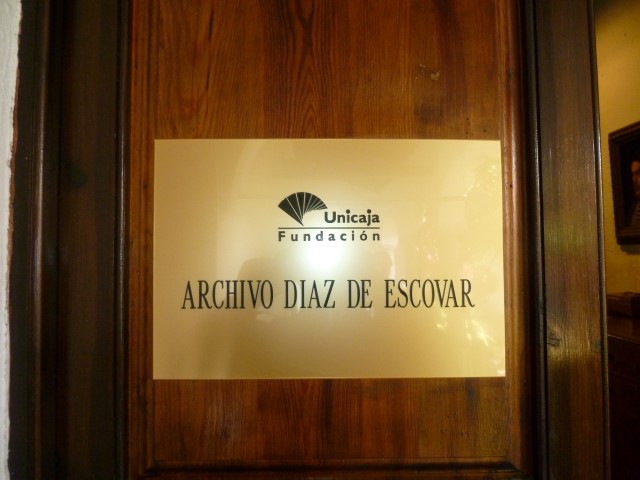 Unicaja
Fundación
ARCHIVO DIAZ DE ESCOVAR